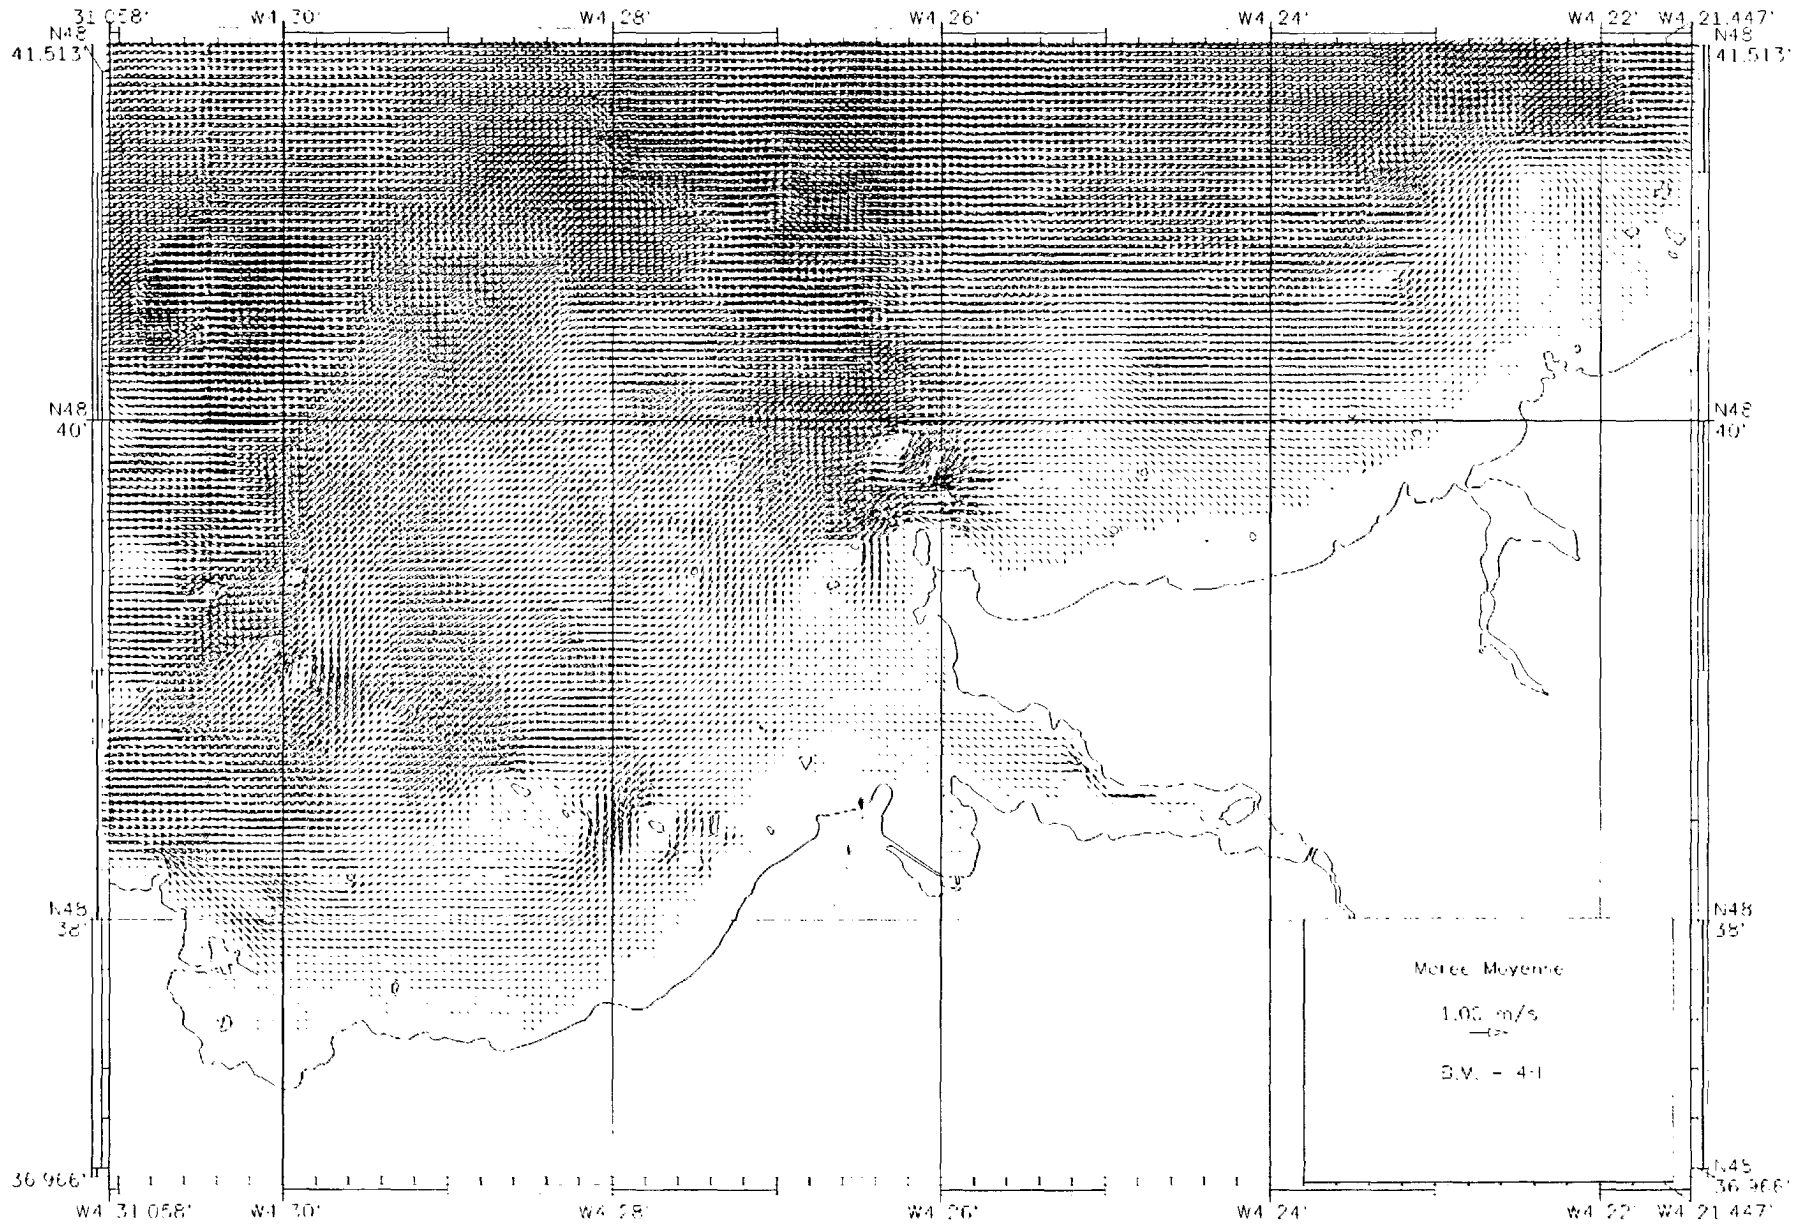 31.058' W4 30' W4 28' W4 26' W4 24' W4 22' W4 21.447'
N48 N48
41.513' 41.513'
N48 N48
40' 40'
N48 N48
38' 38'
Maree Moyenne
1.00 m/s
B.M. - 4H
N48
36.966' 36.966'
W4 31.058' W4 30' W4 28' W4 26' W4 24' W4 22' W4 21.447'